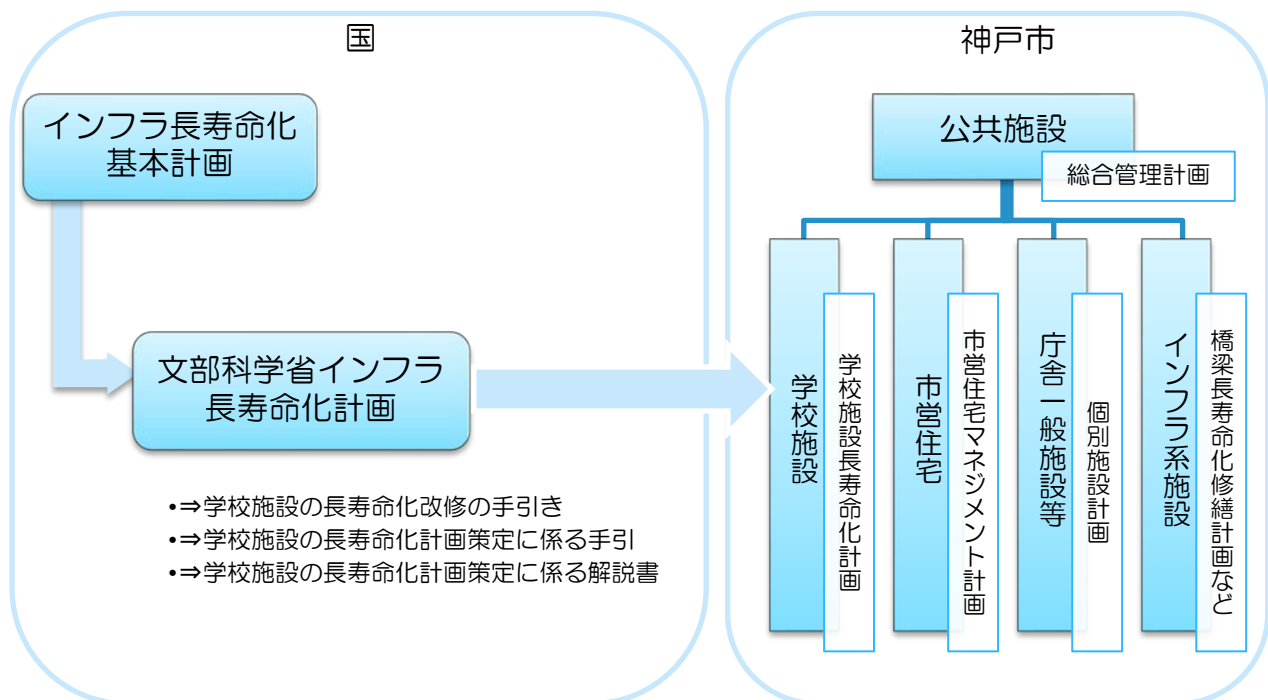 国
インフラ長寿命化
基本計画
文部科学省インフラ
長寿命化計画
•⇒学校施設の長寿命化改修の手引き
•⇒学校施設の長寿命化計画策定に係る手引
•⇒学校施設の長寿命化計画策定に係る解説書
神戸市
公共施設
総合管理計画
学校施設
学校施設長寿命化計画
市営住宅
市営住宅マネジメント計画
庁舎一般施設等
個別施設計画
インフラ系施設
橋梁長寿命化修繕計画など